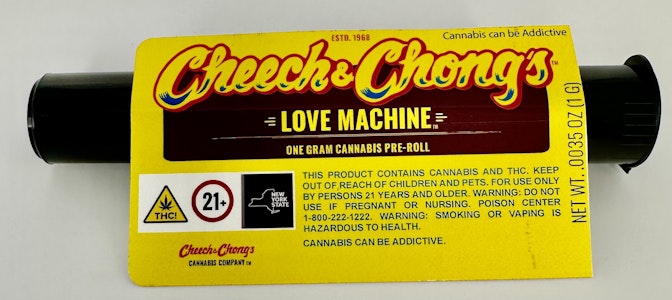 ESTD. 1968
Cannabis can be Addictive
Cheech & Chong's™
LOVE MACHINE™
ONE GRAM CANNABIS PRE-ROLL
NET WT. .0035 OZ (1 G)
THIS PRODUCT CONTAINS CANNABIS AND THC. KEEP
OUT OF REACH OF CHILDREN AND PETS. FOR USE ONLY
BY PERSONS 21 YEARS AND OLDER. WARNING: DO NOT
USE IF PREGNANT OR NURSING. POISON CENTER
1-800-222-1222. WARNING: SMOKING OR VAPING IS
HAZARDOUS TO HEALTH.
CANNABIS CAN BE ADDICTIVE.
THC!
21+
NEW
YORK
STATE
Cheech & Chong's
CANNABIS COMPANY™